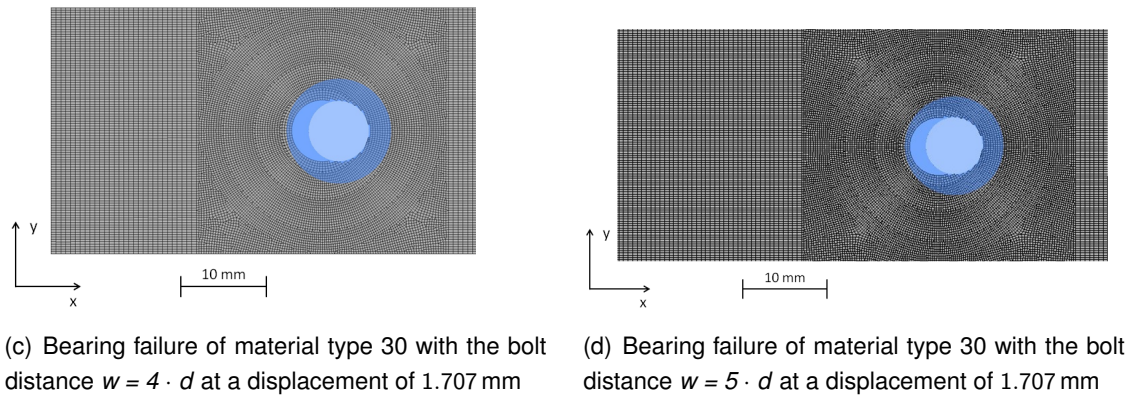 y
x
10 mm
y
x
10 mm
(c) Bearing failure of material type 30 with the bolt
distance w = 4 · d at a displacement of 1.707 mm
(d) Bearing failure of material type 30 with the bolt
distance w = 5 · d at a displacement of 1.707 mm